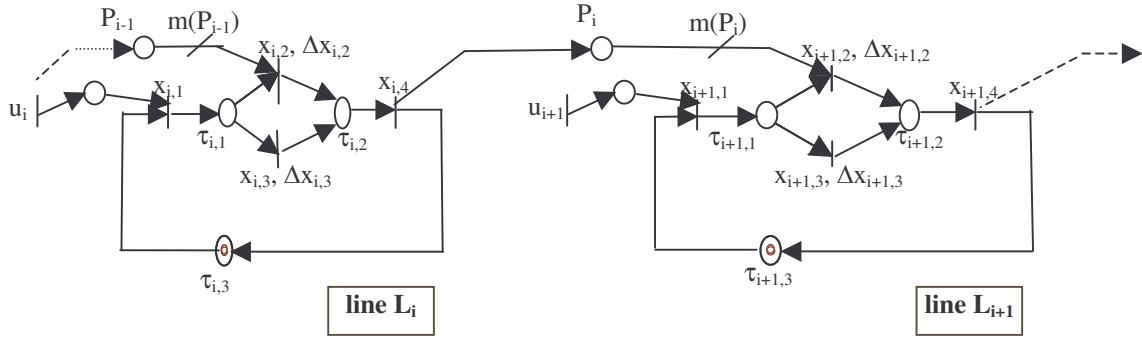 P_{i-1}
m(P_{i-1})
x_{i,2}, Δx_{i,2}
P_i
m(P_i)
x_{i+1,2}, Δx_{i+1,2}
u_i
x_{i,1}
x_{i,4}
τ_{i,1}
τ_{i,2}
x_{i,3}, Δx_{i,3}
τ_{i,3}
line L_i
u_{i+1}
x_{i+1,1}
x_{i+1,4}
τ_{i+1,1}
τ_{i+1,2}
x_{i+1,3}, Δx_{i+1,3}
τ_{i+1,3}
line L_{i+1}